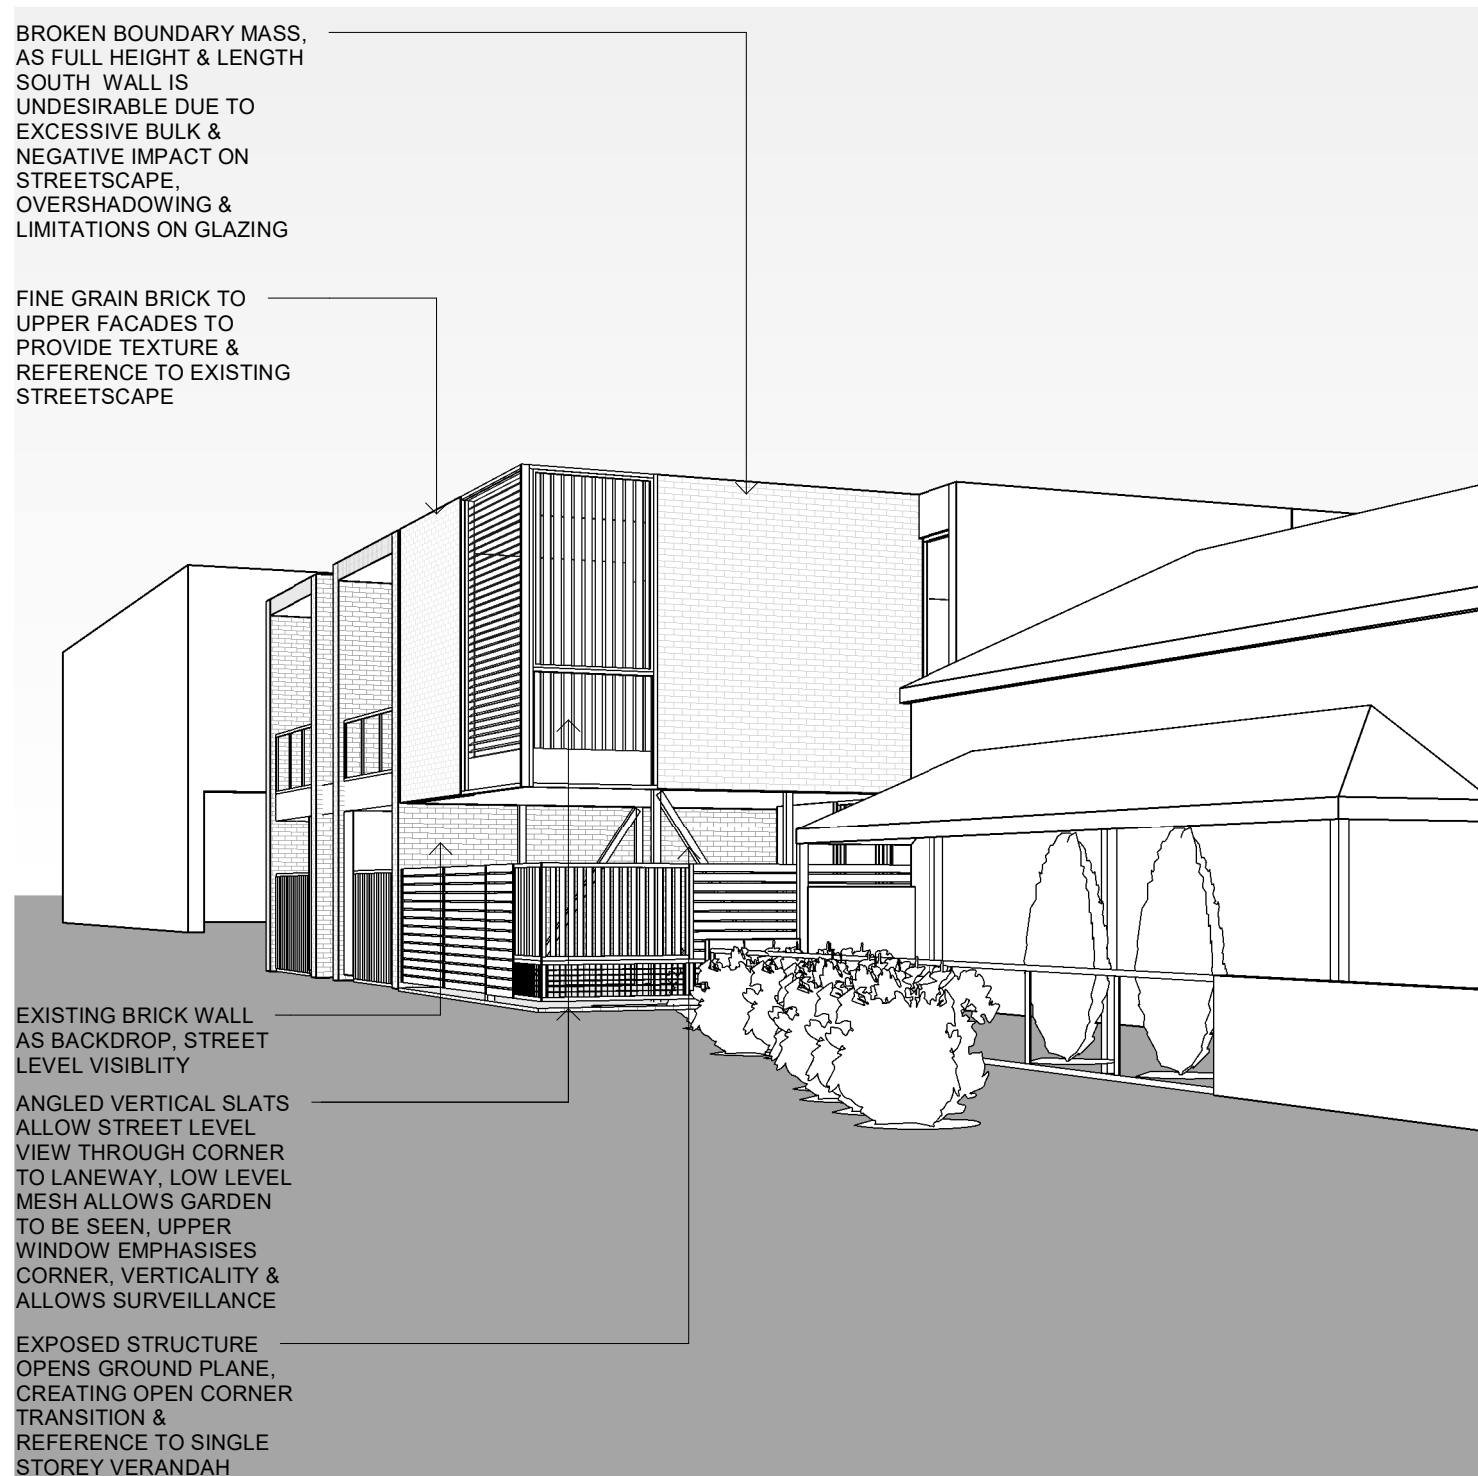 BROKEN BOUNDARY MASS,
AS FULL HEIGHT & LENGTH
SOUTH WALL IS
UNDESIRABLE DUE TO
EXCESSIVE BULK &
NEGATIVE IMPACT ON
STREETSCAPE,
OVERSHADOWING &
LIMITATIONS ON GLAZING
FINE GRAIN BRICK TO
UPPER FACADES TO
PROVIDE TEXTURE &
REFERENCE TO EXISTING
STREETSCAPE
EXISTING BRICK WALL
AS BACKDROP, STREET
LEVEL VISIBLITY
ANGLED VERTICAL SLATS
ALLOW STREET LEVEL
VIEW THROUGH CORNER
TO LANEWAY, LOW LEVEL
MESH ALLOWS GARDEN
TO BE SEEN, UPPER
WINDOW EMPHASISES
CORNER, VERTICALITY &
ALLOWS SURVEILLANCE
EXPOSED STRUCTURE
OPENS GROUND PLANE,
CREATING OPEN CORNER
TRANSITION &
REFERENCE TO SINGLE
STOREY VERANDAH